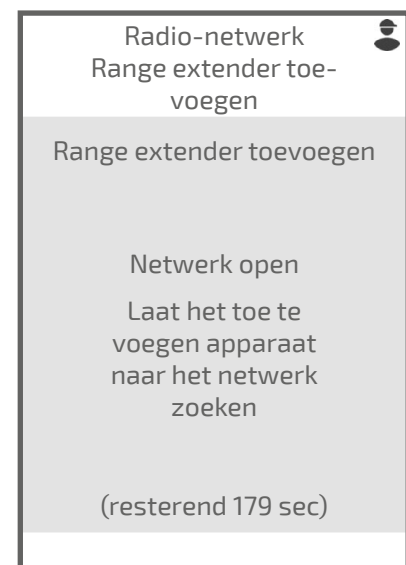 Radio-netwerk
Range extender toe-
voegen
Range extender toevoegen
Netwerk open
Laat het toe te
voegen apparaat
naar het netwerk
zoeken
(resterend 179 sec)